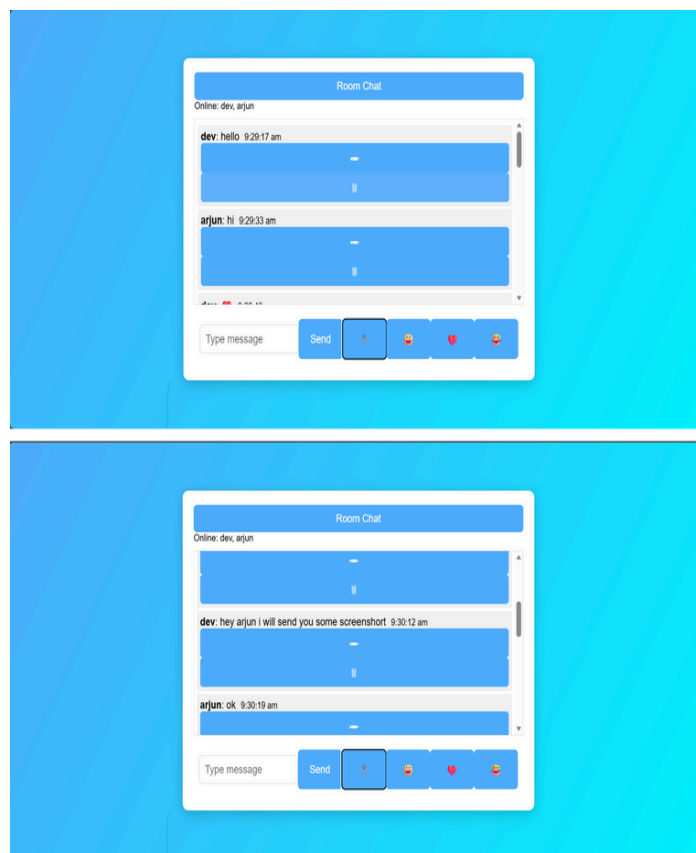 Room Chat
Online: dev, arjun
dev: hello 9:29:17 am
arjun: hi 9:29:33 am
Type message
Send
Room Chat
Online: dev, arjun
dev: hey arjun i will send you some screenshort 9:30:12 am
arjun: ok 9:30:19 am
Type message
Send